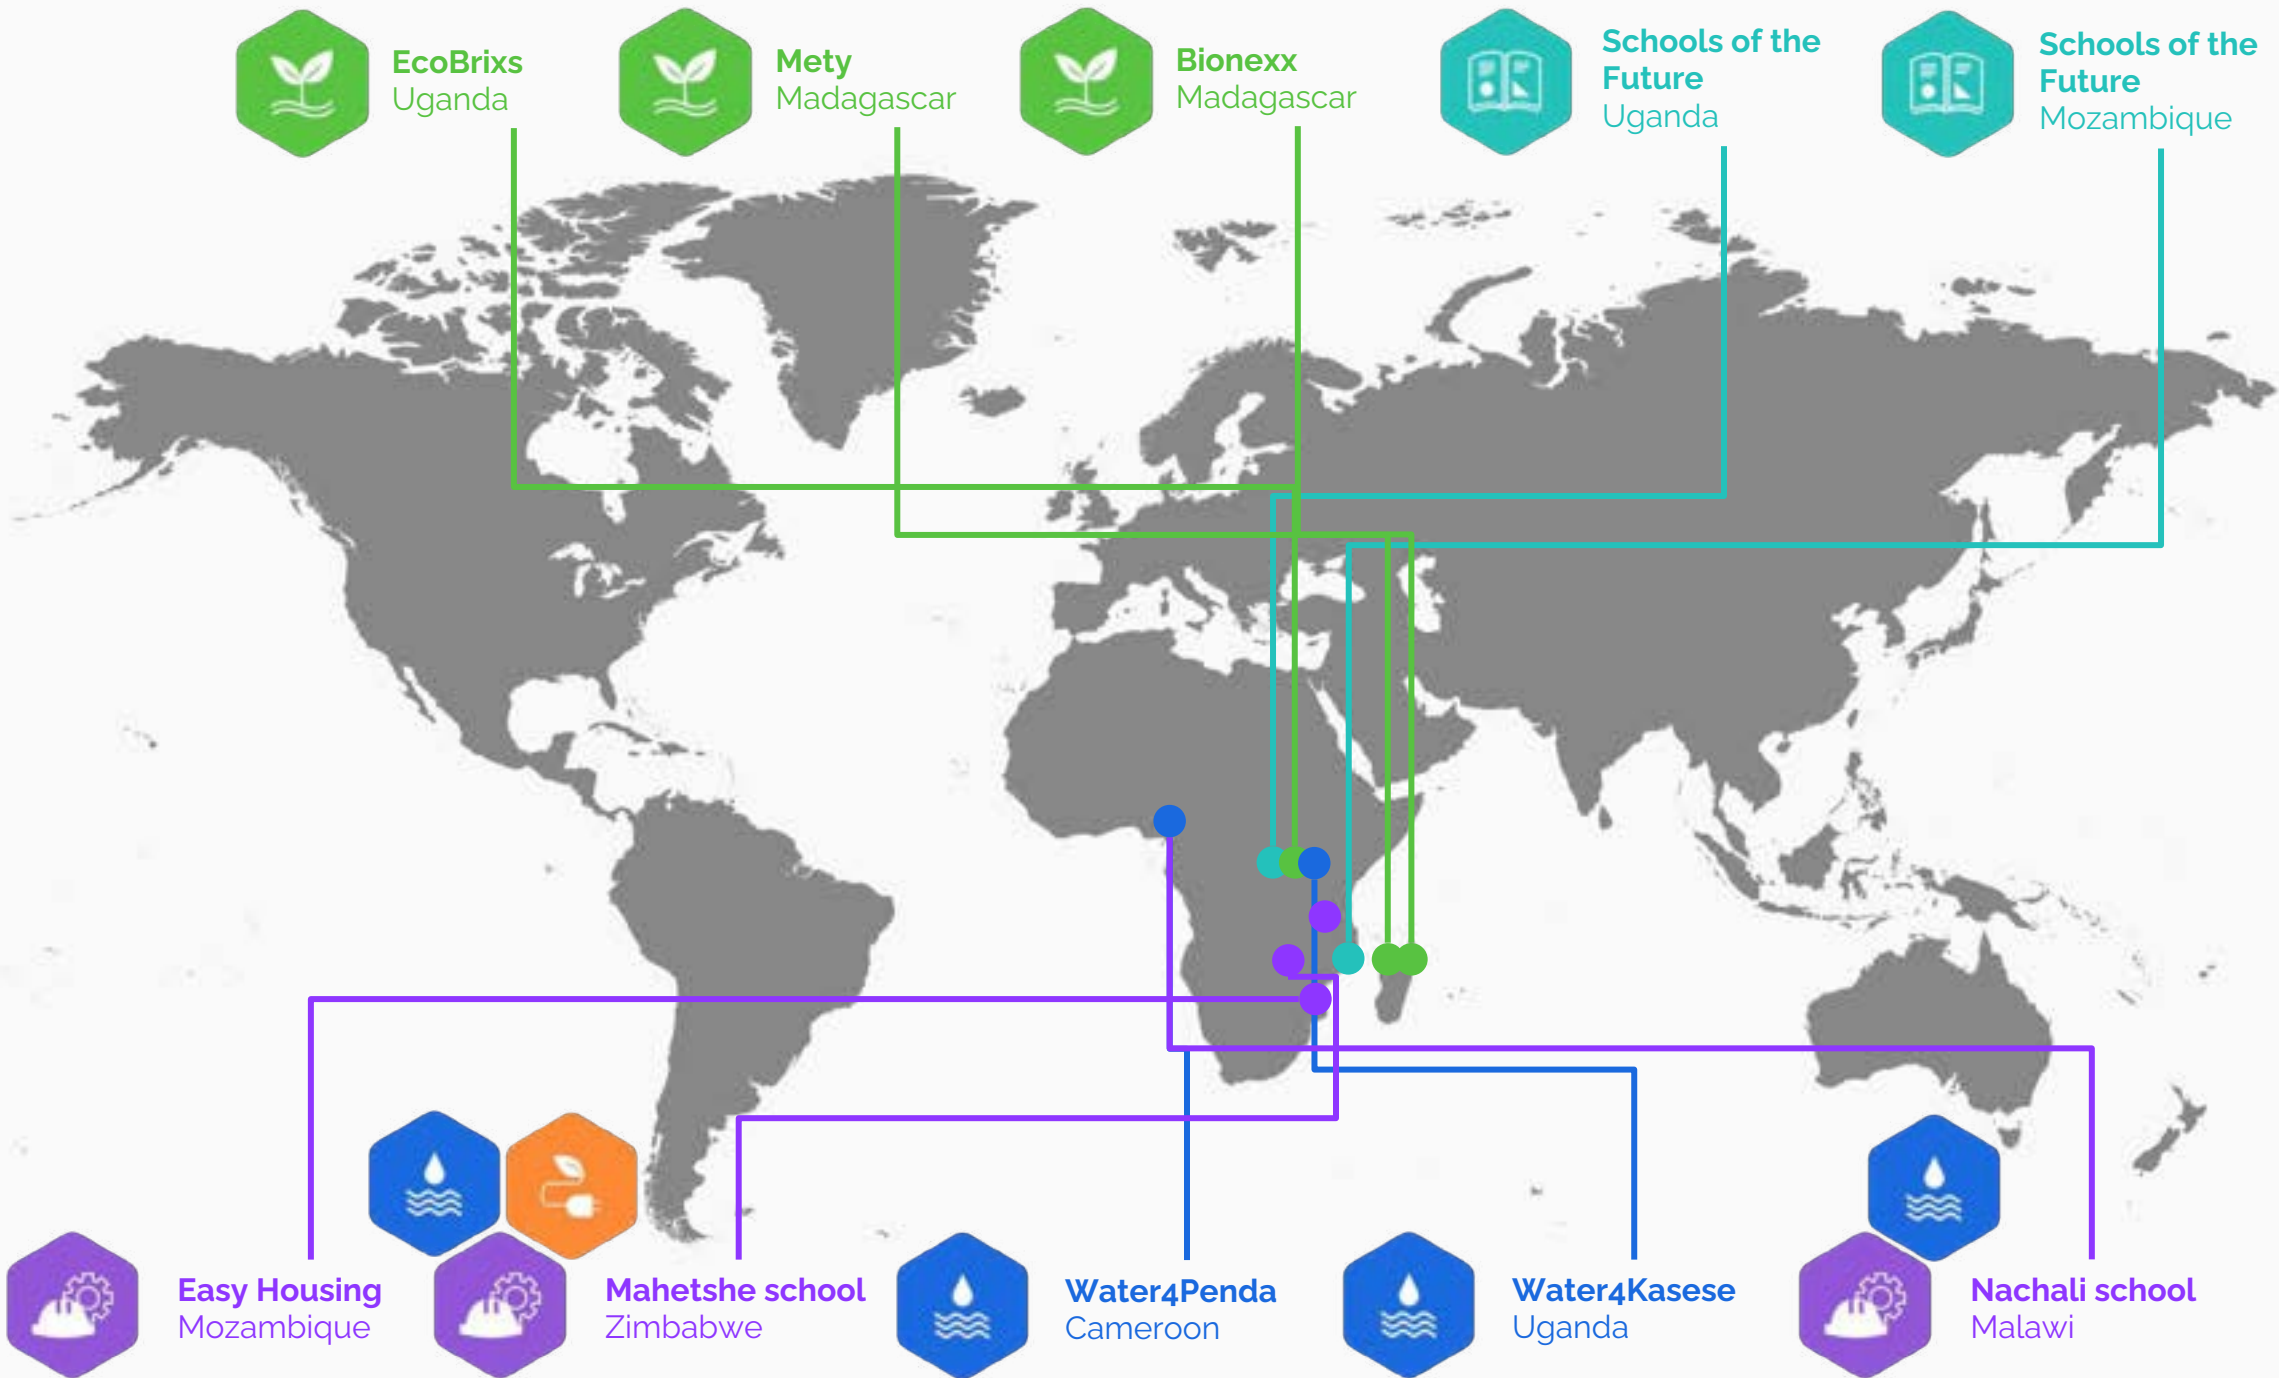 EcoBrixs
Uganda
Mety
Madagascar
Bionexx
Madagascar
Schools of the
Future
Uganda
Schools of the
Future
Mozambique
Easy Housing
Mozambique
Mahetshe school
Zimbabwe
Water4Penda
Cameroon
Water4Kasese
Uganda
Nachali school
Malawi